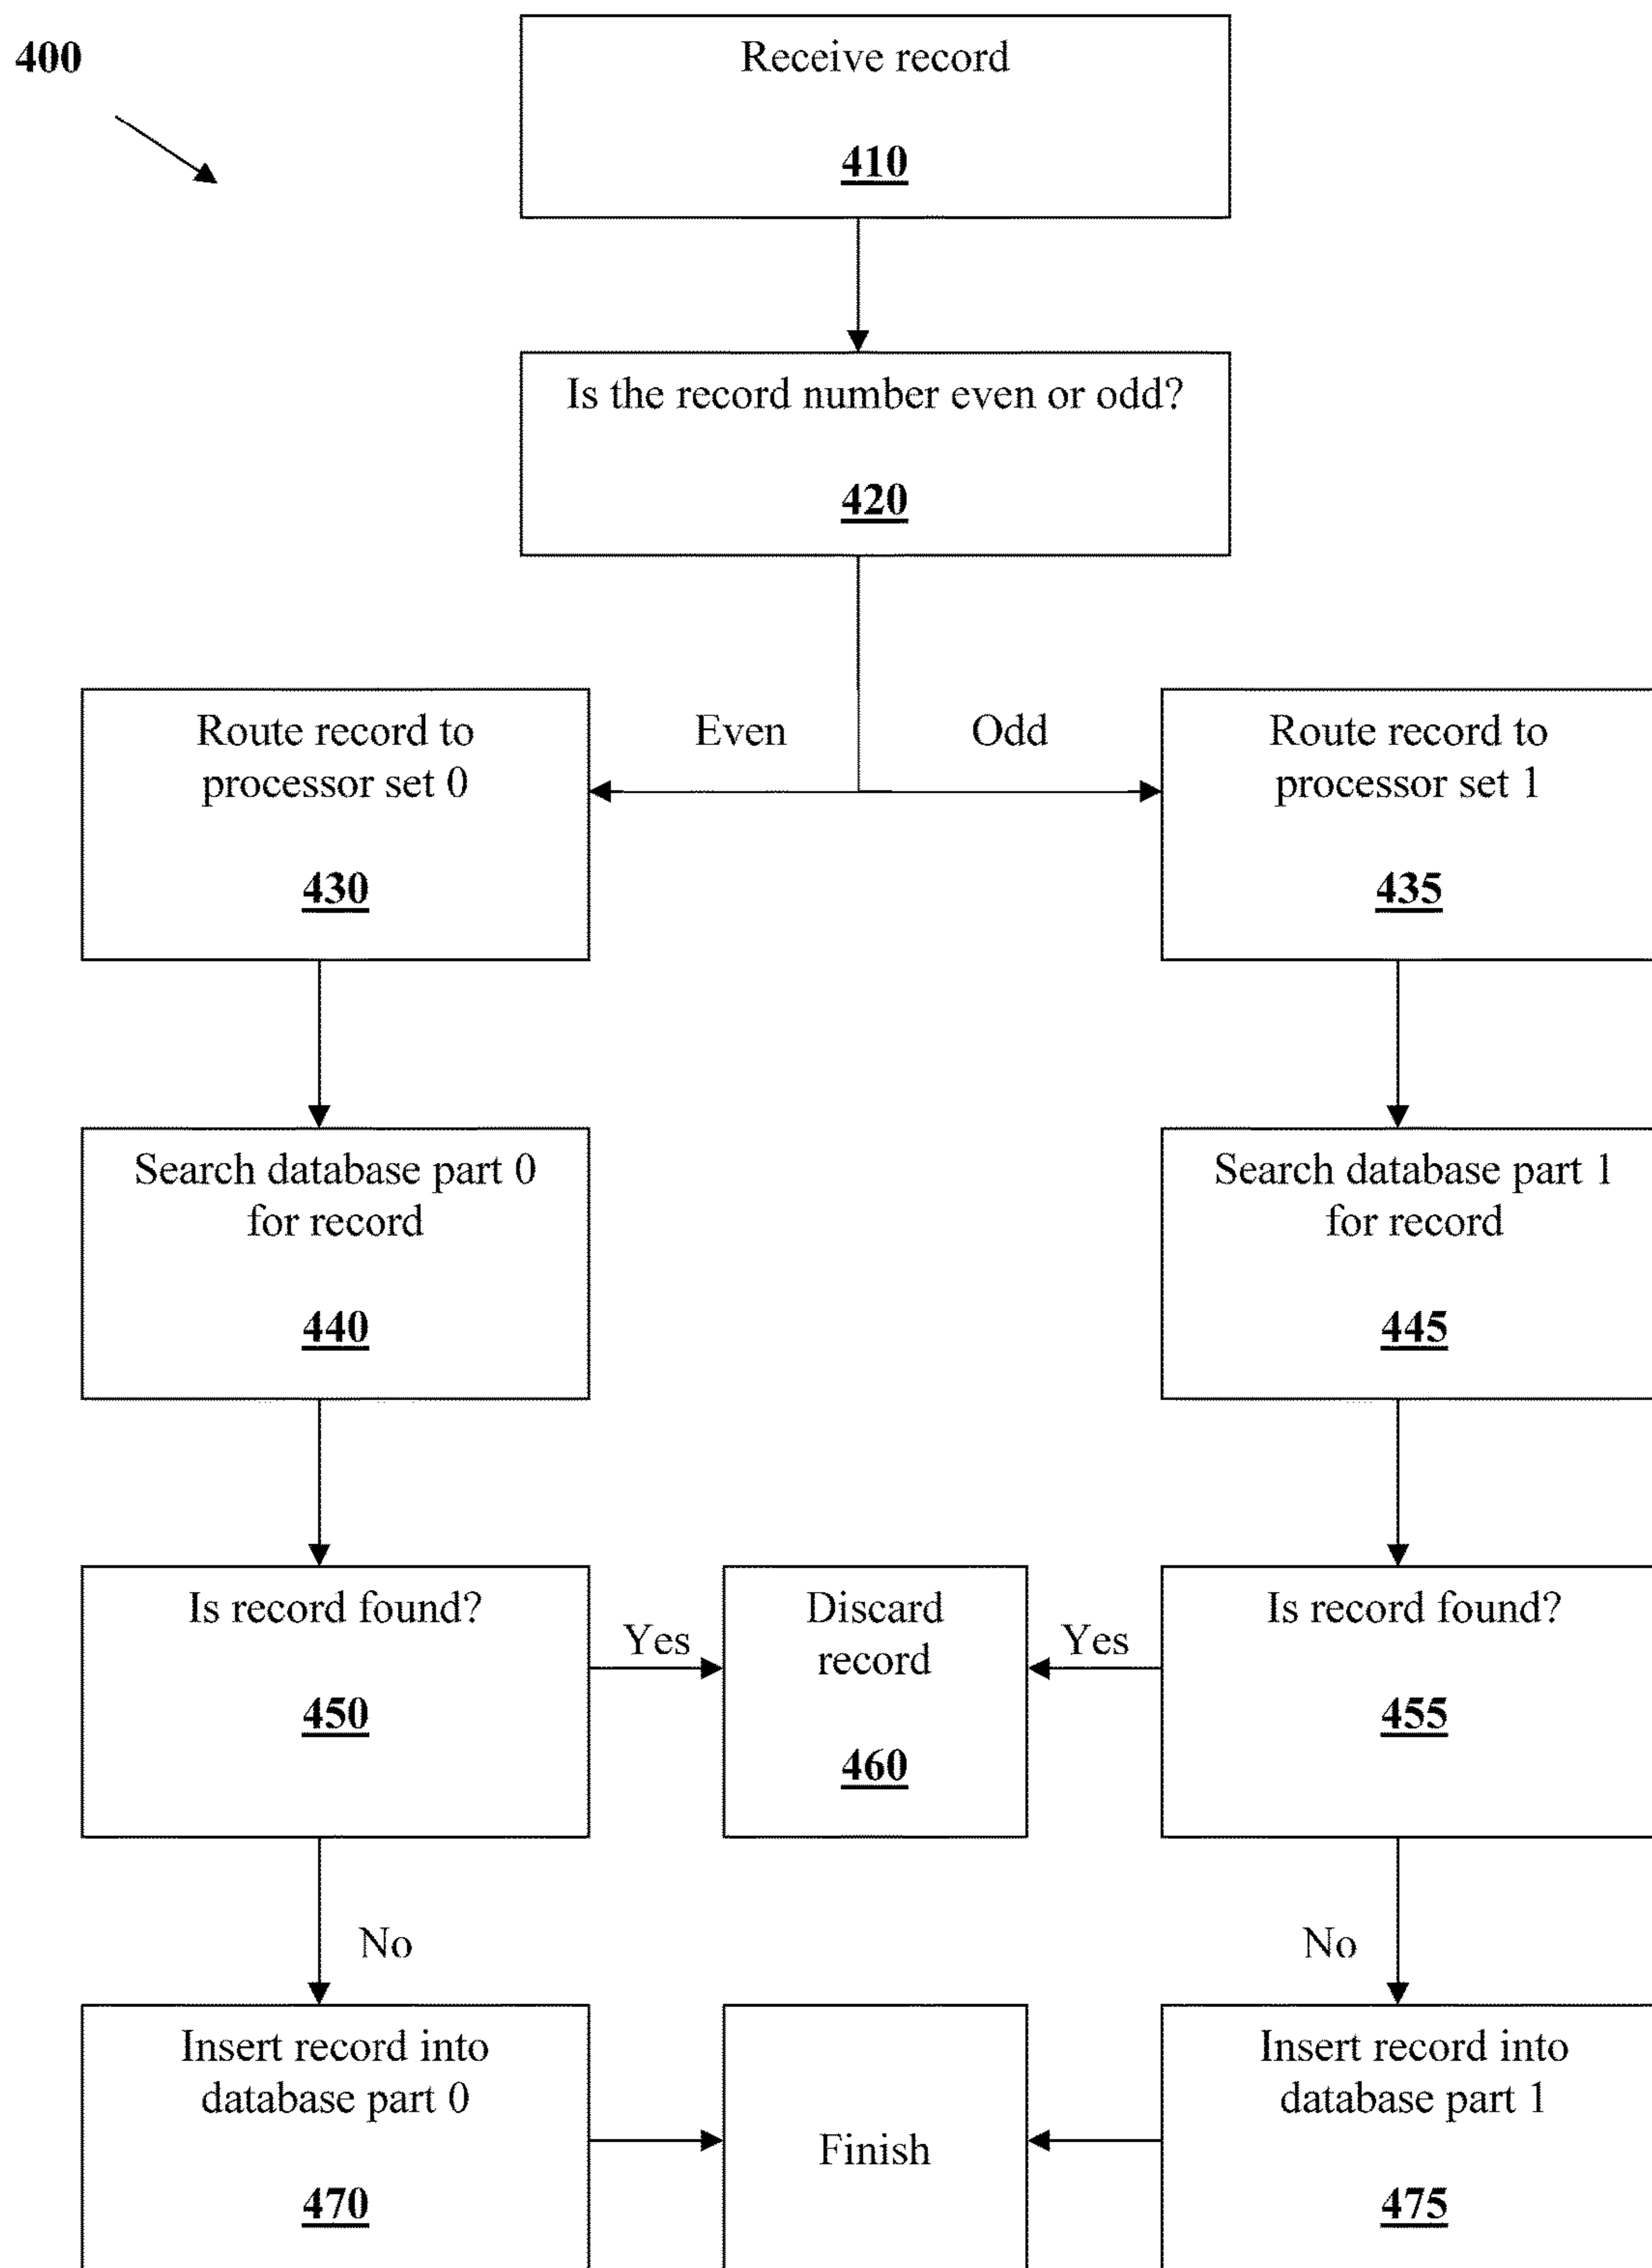 400
Receive record
410
Is the record number even or odd?
420
Even
Odd
Route record to
processor set 0
430
Route record to
processor set 1
435
Search database part 0
for record
440
Search database part 1
for record
445
Is record found?
450
Yes
Discard
record
460
Yes
Is record found?
455
No
No
Insert record into
database part 0
470
Finish
Insert record into
database part 1
475